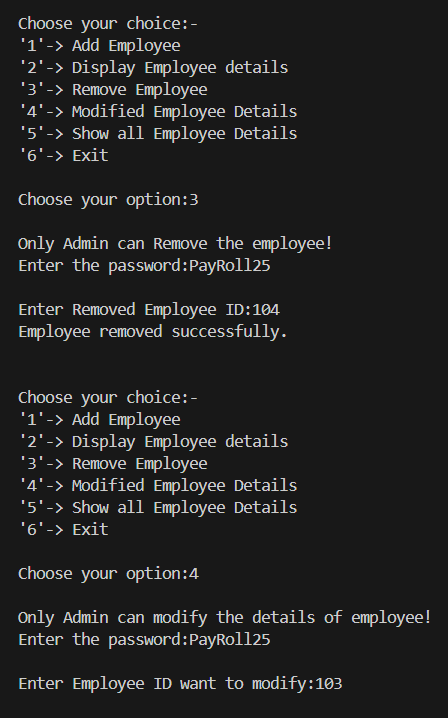 Choose your choice:-
'1'-> Add Employee
'2'-> Display Employee details
'3'-> Remove Employee
'4'-> Modified Employee Details
'5'-> Show all Employee Details
'6'-> Exit
Choose your option:3
Only Admin can Remove the employee!
Enter the password:PayRoll25
Enter Removed Employee ID:104
Employee removed successfully.
Choose your choice:-
'1'-> Add Employee
'2'-> Display Employee details
'3'-> Remove Employee
'4'-> Modified Employee Details
'5'-> Show all Employee Details
'6'-> Exit
Choose your option:4
Only Admin can modify the details of employee!
Enter the password:PayRoll25
Enter Employee ID want to modify:103